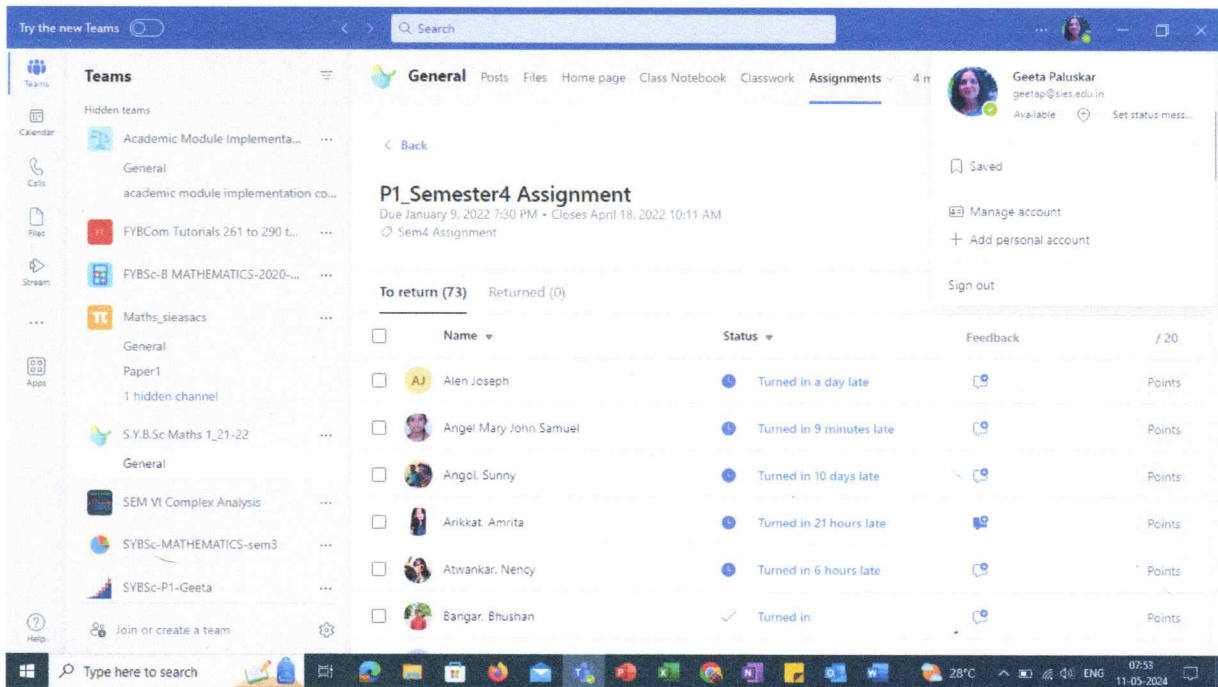 Try the new Teams
Search
Teams
Calendar
Calls
Files
Stream
Apps
Help
Teams
Hidden teams
Academic Module Implementa...
General
academic module implementation co...
FYBCom Tutorials 261 to 290 t...
FYBSc-B MATHEMATICS-2020-...
Maths_sieasacs
General
Paper1
1 hidden channel
S.Y.B.Sc Maths 1_21-22
General
SEM VI Complex Analysis
SYBSc-MATHEMATICS-sem3
SYBSc-P1-Geeta
Join or create a team
General Posts Files Home page Class Notebook Classwork Assignments 4 m
Geeta Paluskar
geetap@sies.edu.in
Available Set status mess...
Saved
Manage account
Add personal account
Sign out
Back
P1_Semester4 Assignment
Due January 9, 2022 7:30 PM • Closes April 18, 2022 10:11 AM
Sem4 Assignment
To return (73) Returned (0)
Name Status Feedback / 20
AJ Alen Joseph Turned in a day late Points
Angel Mary John Samuel Turned in 9 minutes late Points
Angol, Sunny Turned in 10 days late Points
Arikkat, Amrita Turned in 21 hours late Points
Atwankar, Nency Turned in 6 hours late Points
Bangar, Bhushan Turned in Points
Type here to search
28°C ENG
07:53
11-05-2024